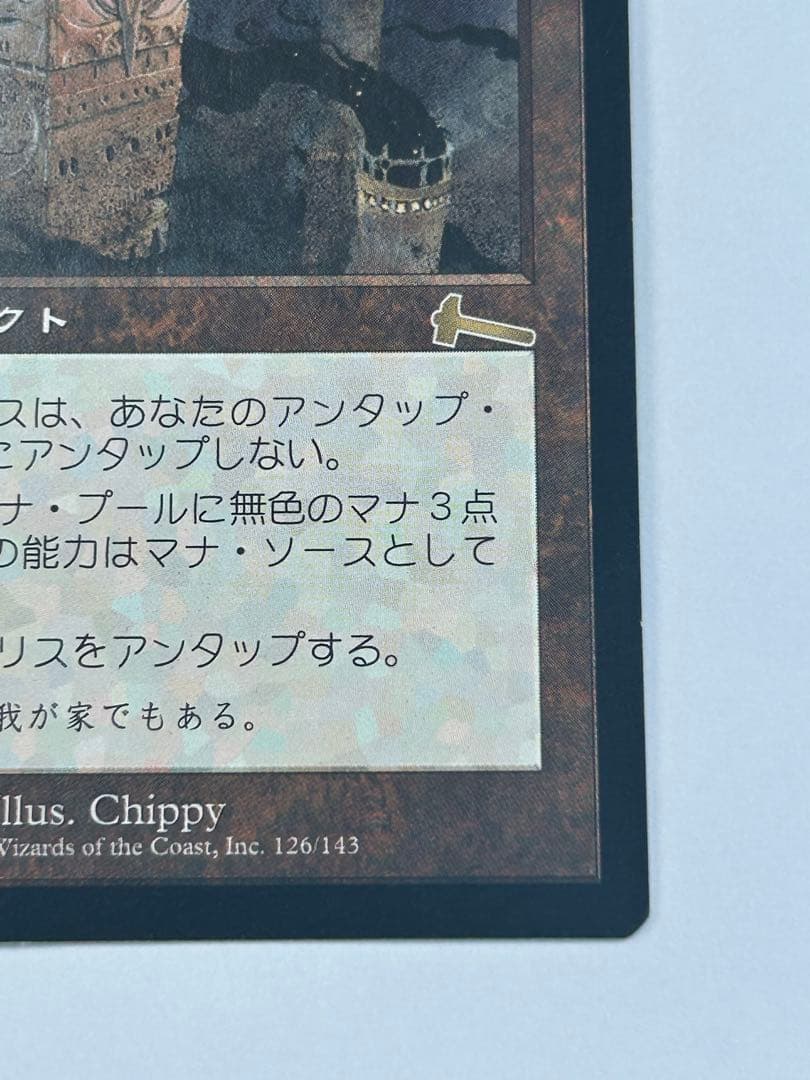 クト
スは、あなたのアンタップ・
にアンタップしない。
ナ・プールに無色のマナ３点
の能力はマナ・ソースとして
リスをアンタップする。
我が家でもある。
llus. Chippy
Wizards of the Coast, Inc. 126/143